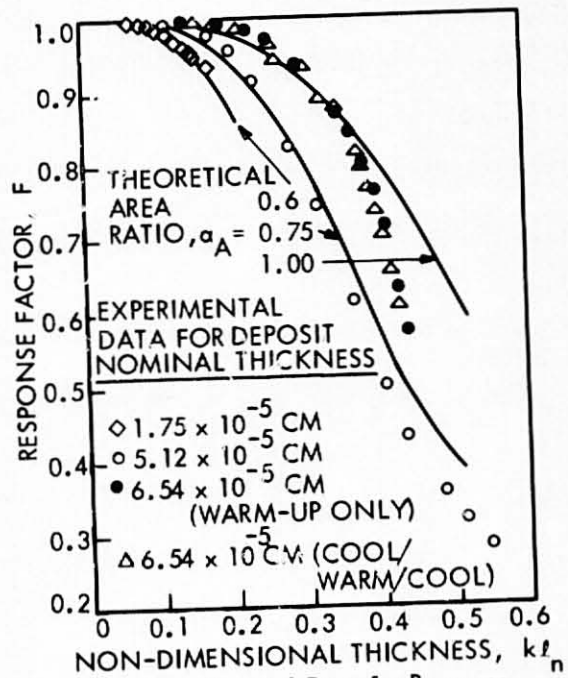 1.0
0.9
0.8
0.7
0.6
0.5
0.4
0.3
0.2
RESPONSE FACTOR, F
THEORETICAL
AREA 0.6
RATIO, αA = 0.75
1.00
EXPERIMENTAL
DATA FOR DEPOSIT
NOMINAL THICKNESS
◇ 1.75 x 10⁻⁵ CM
○ 5.12 x 10⁻⁵ CM
● 6.54 x 10⁻⁵ CM
(WARM-UP ONLY)
△ 6.54 x 10⁻⁵ CM (COOL/
WARM/COOL)
0 0.1 0.2 0.3 0.4 0.5 0.6
NON-DIMENSIONAL THICKNESS, kℓn